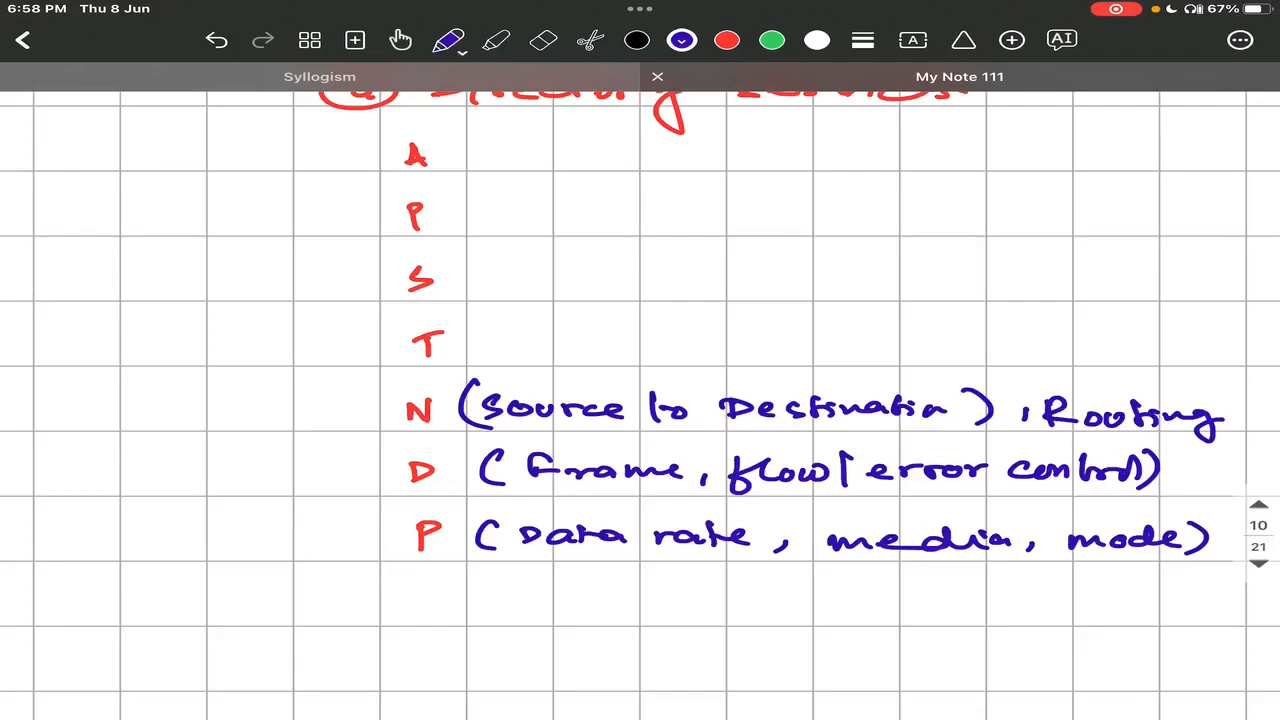 6:58 PM Thu 8 Jun 67%
A AI
Syllogism × My Note 111
A
P
S
T
N (Source to Destination), Routing
D (Frame, flow/error control)
P (Data rate, media, mode)
10
21